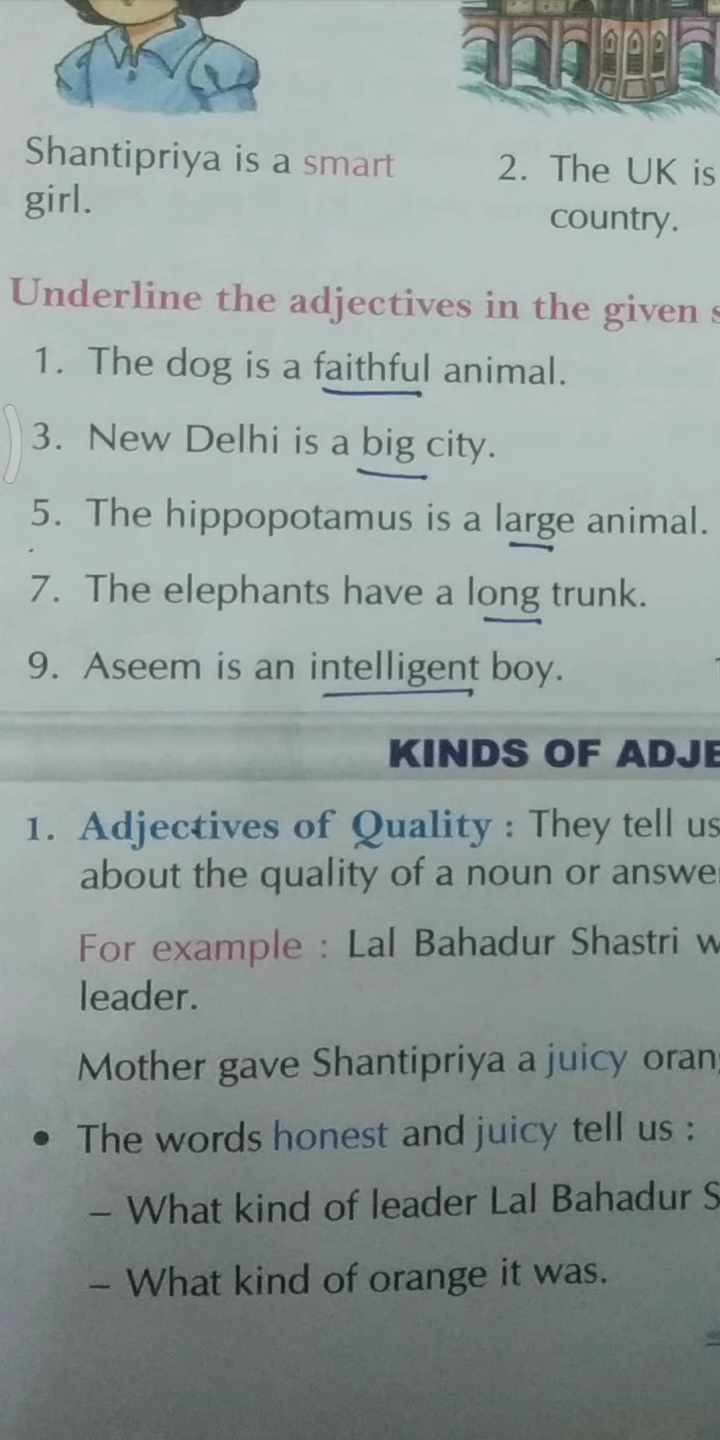 Shantipriya is a smart
girl.
2. The UK is
country.
Underline the adjectives in the given
1. The dog is a faithful animal.
3. New Delhi is a big city.
5. The hippopotamus is a large animal.
7. The elephants have a long trunk.
9. Aseem is an intelligent boy.
KINDS OF ADJE
1. Adjectives of Quality : They tell us
about the quality of a noun or answe
For example : Lal Bahadur Shastri w
leader.
Mother gave Shantipriya a juicy oran
• The words honest and juicy tell us :
– What kind of leader Lal Bahadur S
– What kind of orange it was.